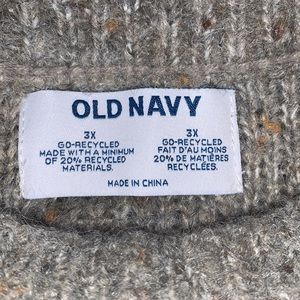 OLD NAVY
3X
GO-RECYCLED
MADE WITH A MINIMUM
OF 20% RECYCLED
MATERIALS.
3X
GO-RECYCLED
FAIT D'AU MOINS
20% DE MATIÈRES
RECYCLÉES.
MADE IN CHINA